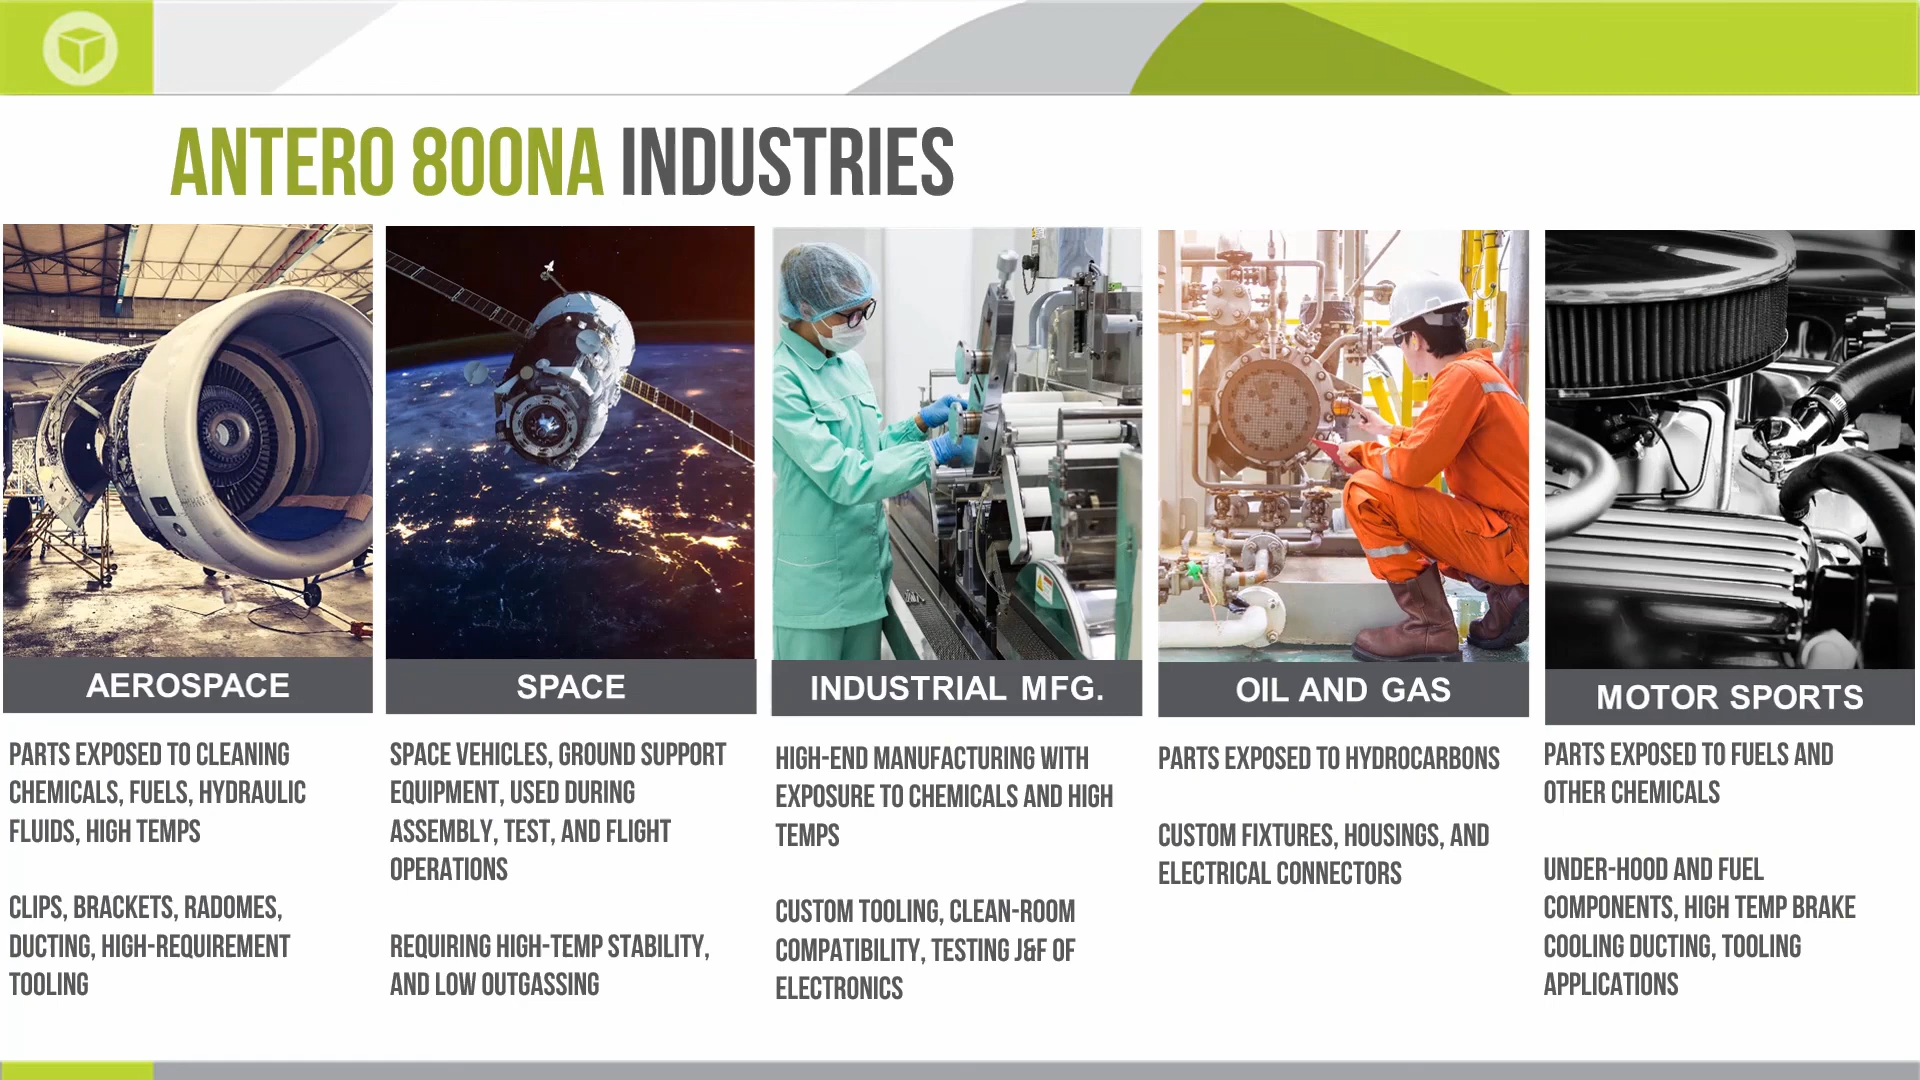 ANTERO 800NA INDUSTRIES
AEROSPACE
PARTS EXPOSED TO CLEANING
CHEMICALS, FUELS, HYDRAULIC
FLUIDS, HIGH TEMPS
CLIPS, BRACKETS, RADOMES,
DUCTING, HIGH-REQUIREMENT
TOOLING
SPACE
SPACE VEHICLES, GROUND SUPPORT
EQUIPMENT, USED DURING
ASSEMBLY, TEST, AND FLIGHT
OPERATIONS
REQUIRING HIGH-TEMP STABILITY,
AND LOW OUTGASSING
INDUSTRIAL MFG.
HIGH-END MANUFACTURING WITH
EXPOSURE TO CHEMICALS AND HIGH
TEMPS
CUSTOM TOOLING, CLEAN-ROOM
COMPATIBILITY, TESTING J&F OF
ELECTRONICS
OIL AND GAS
PARTS EXPOSED TO HYDROCARBONS
CUSTOM FIXTURES, HOUSINGS, AND
ELECTRICAL CONNECTORS
MOTOR SPORTS
PARTS EXPOSED TO FUELS AND
OTHER CHEMICALS
UNDER-HOOD AND FUEL
COMPONENTS, HIGH TEMP BRAKE
COOLING DUCTING, TOOLING
APPLICATIONS